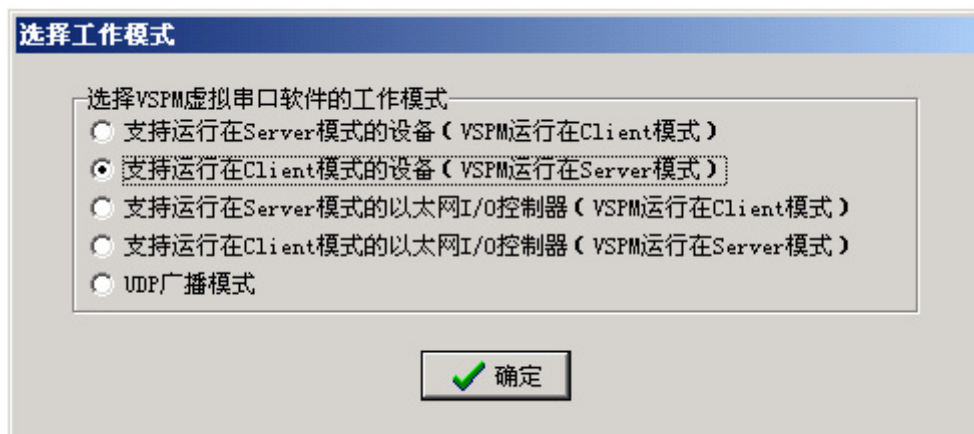 选择工作模式
选择VSPM虚拟串口软件的工作模式
支持运行在Server模式的设备(VSPM运行在Client模式)
支持运行在Client模式的设备(VSPM运行在Server模式)
支持运行在Server模式的以太网I/O控制器(VSPM运行在Client模式)
支持运行在Client模式的以太网I/O控制器(VSPM运行在Server模式)
UDP广播模式
确定